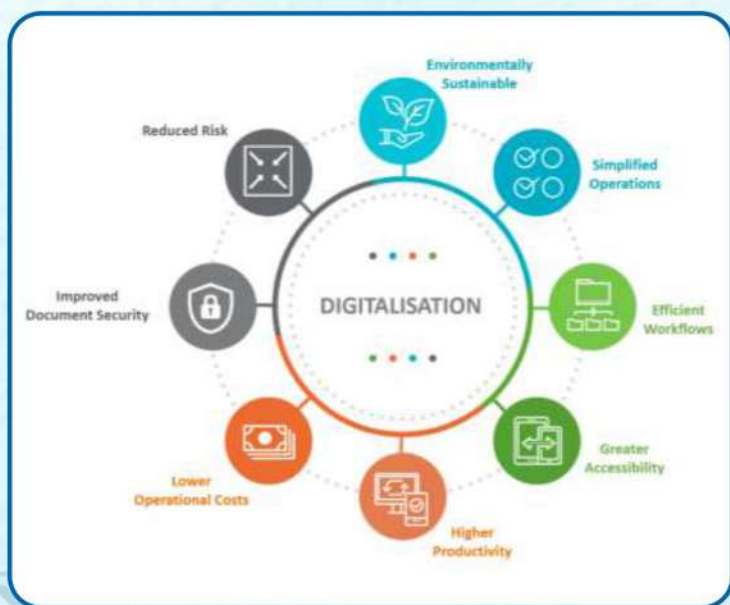 Environmentally
Sustainable
Reduced Risk
Simplified
Operations
Improved
Document Security
DIGITALISATION
Efficient
Workflows
Lower
Operational Costs
Greater
Accessibility
Higher
Productivity